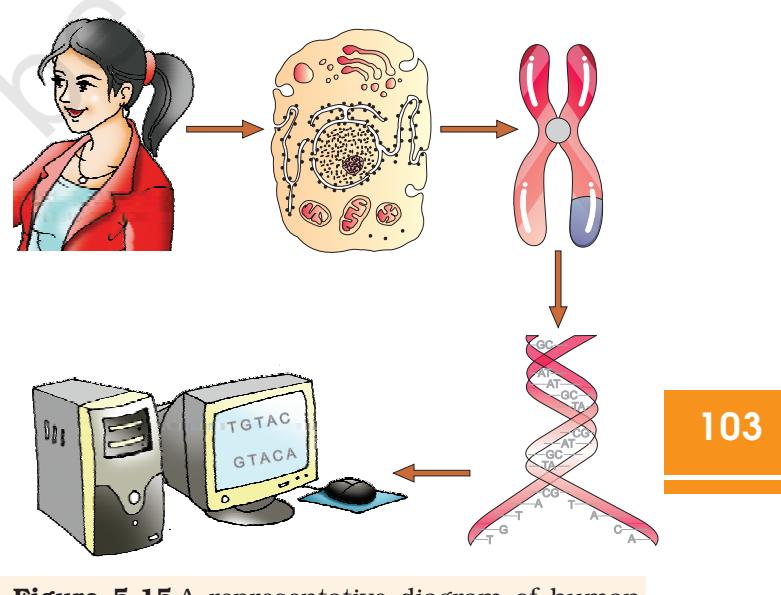 GC
AT
AT
GC
TA
CG
AT
GC
TA
CG
A T
T A
G C
T A
TGTAC
GTACA
103
Figure 5.15 A representative diagram of human